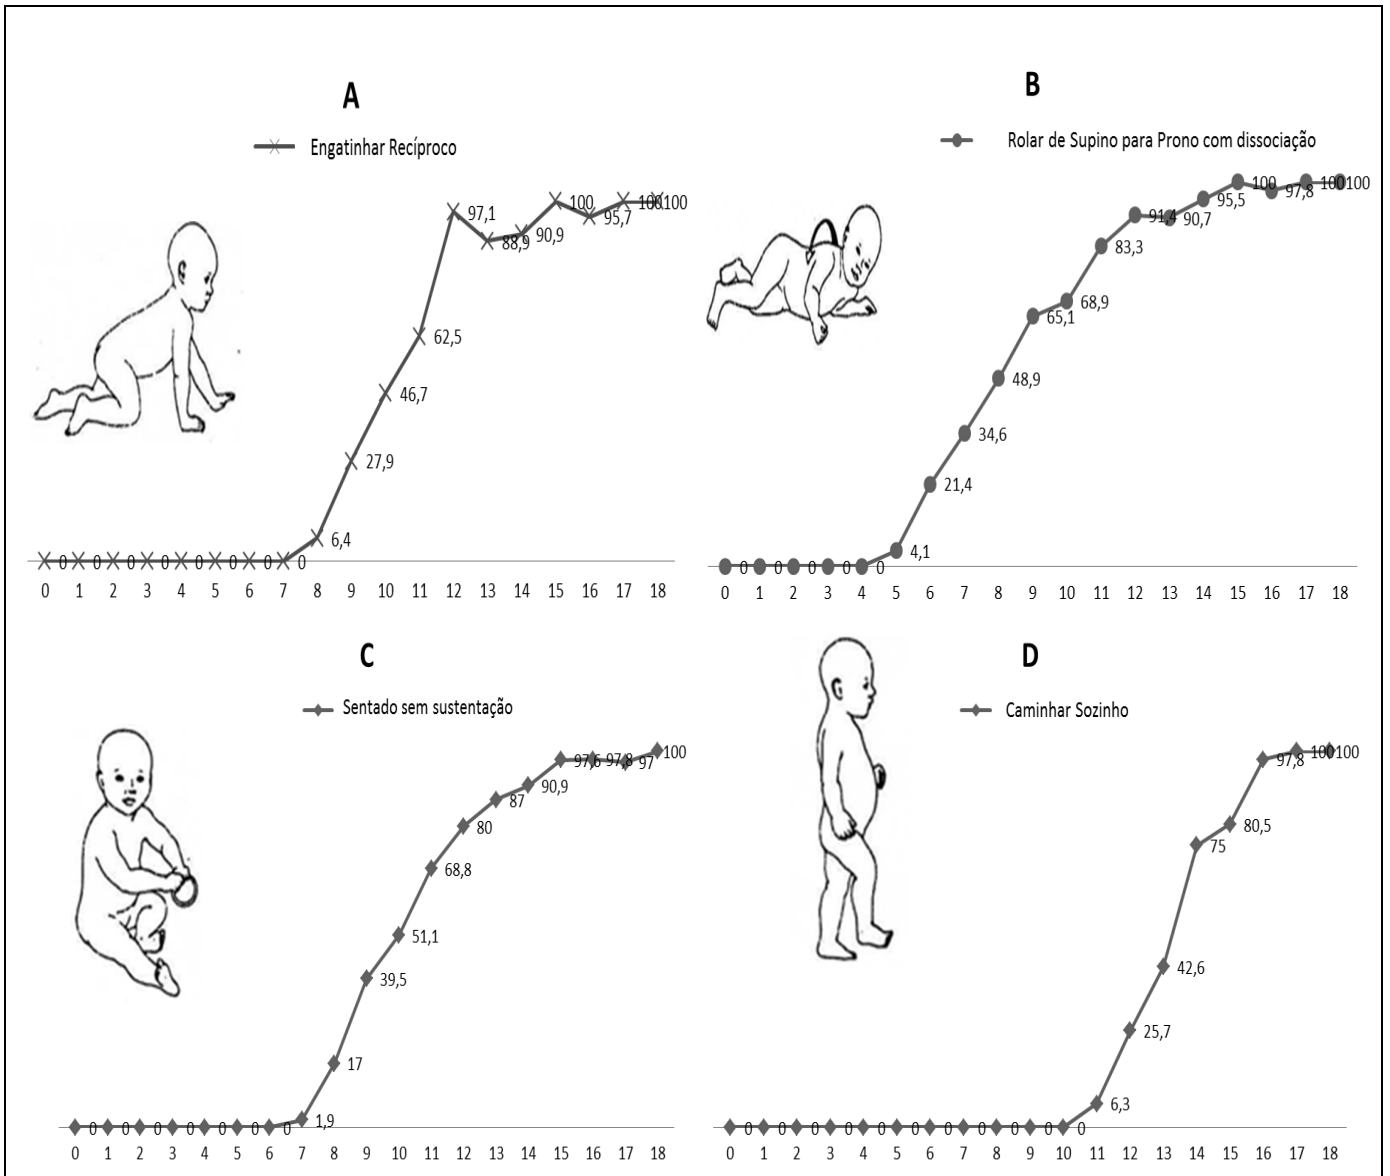 A
Engatinhar Recíproco
0 0 0 0 0 0 0 0 6,4 27,9 46,7 62,5 97,1 88,9 90,9 100 95,7 100 100
0 1 2 3 4 5 6 7 8 9 10 11 12 13 14 15 16 17 18
B
Rolar de Supino para Prono com dissociação
0 0 0 0 0 4,1 21,4 34,6 48,9 65,1 68,9 83,3 91,4 90,7 95,5 100 97,8 100 100
0 1 2 3 4 5 6 7 8 9 10 11 12 13 14 15 16 17 18
C
Sentado sem sustentação
0 0 0 0 0 0 0 1,9 17 39,5 51,1 68,8 80 87 90,9 97,6 97,8 97 100
0 1 2 3 4 5 6 7 8 9 10 11 12 13 14 15 16 17 18
D
Caminhar Sozinho
0 0 0 0 0 0 0 0 0 0 0 6,3 25,7 42,6 75 80,5 97,8 100 100
0 1 2 3 4 5 6 7 8 9 10 11 12 13 14 15 16 17 18